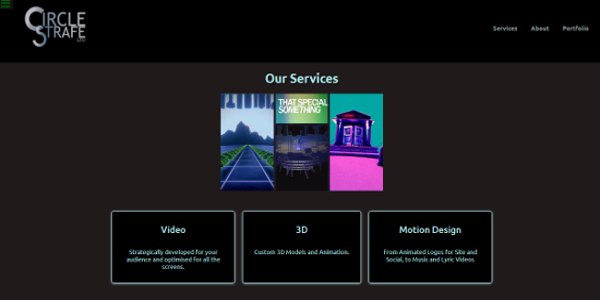 CIRCLE
STRAFE
LTD
Services
About
Portfolio
Our Services
THAT SPECIAL
SOMETHING
Video
Strategically developed for your
audience and optimised for all the
screens.
3D
Custom 3D Models and Animation.
Motion Design
From Animated Logos for Site and
Social, to Music and Lyric Videos